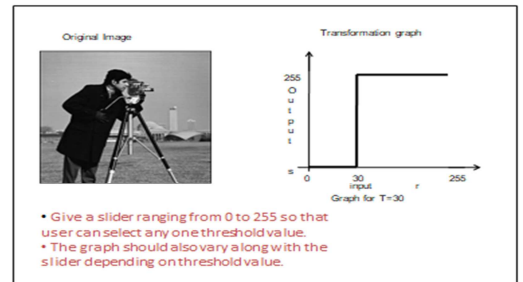 Original Image
Transformation graph
255
O
u
t
p
u
t
s
0
30
255
input
r
Graph for T=30
• Give a slider ranging from 0 to 255 so that
user can select any one threshold value.
• The graph should also vary along with the
slider depending on threshold value.